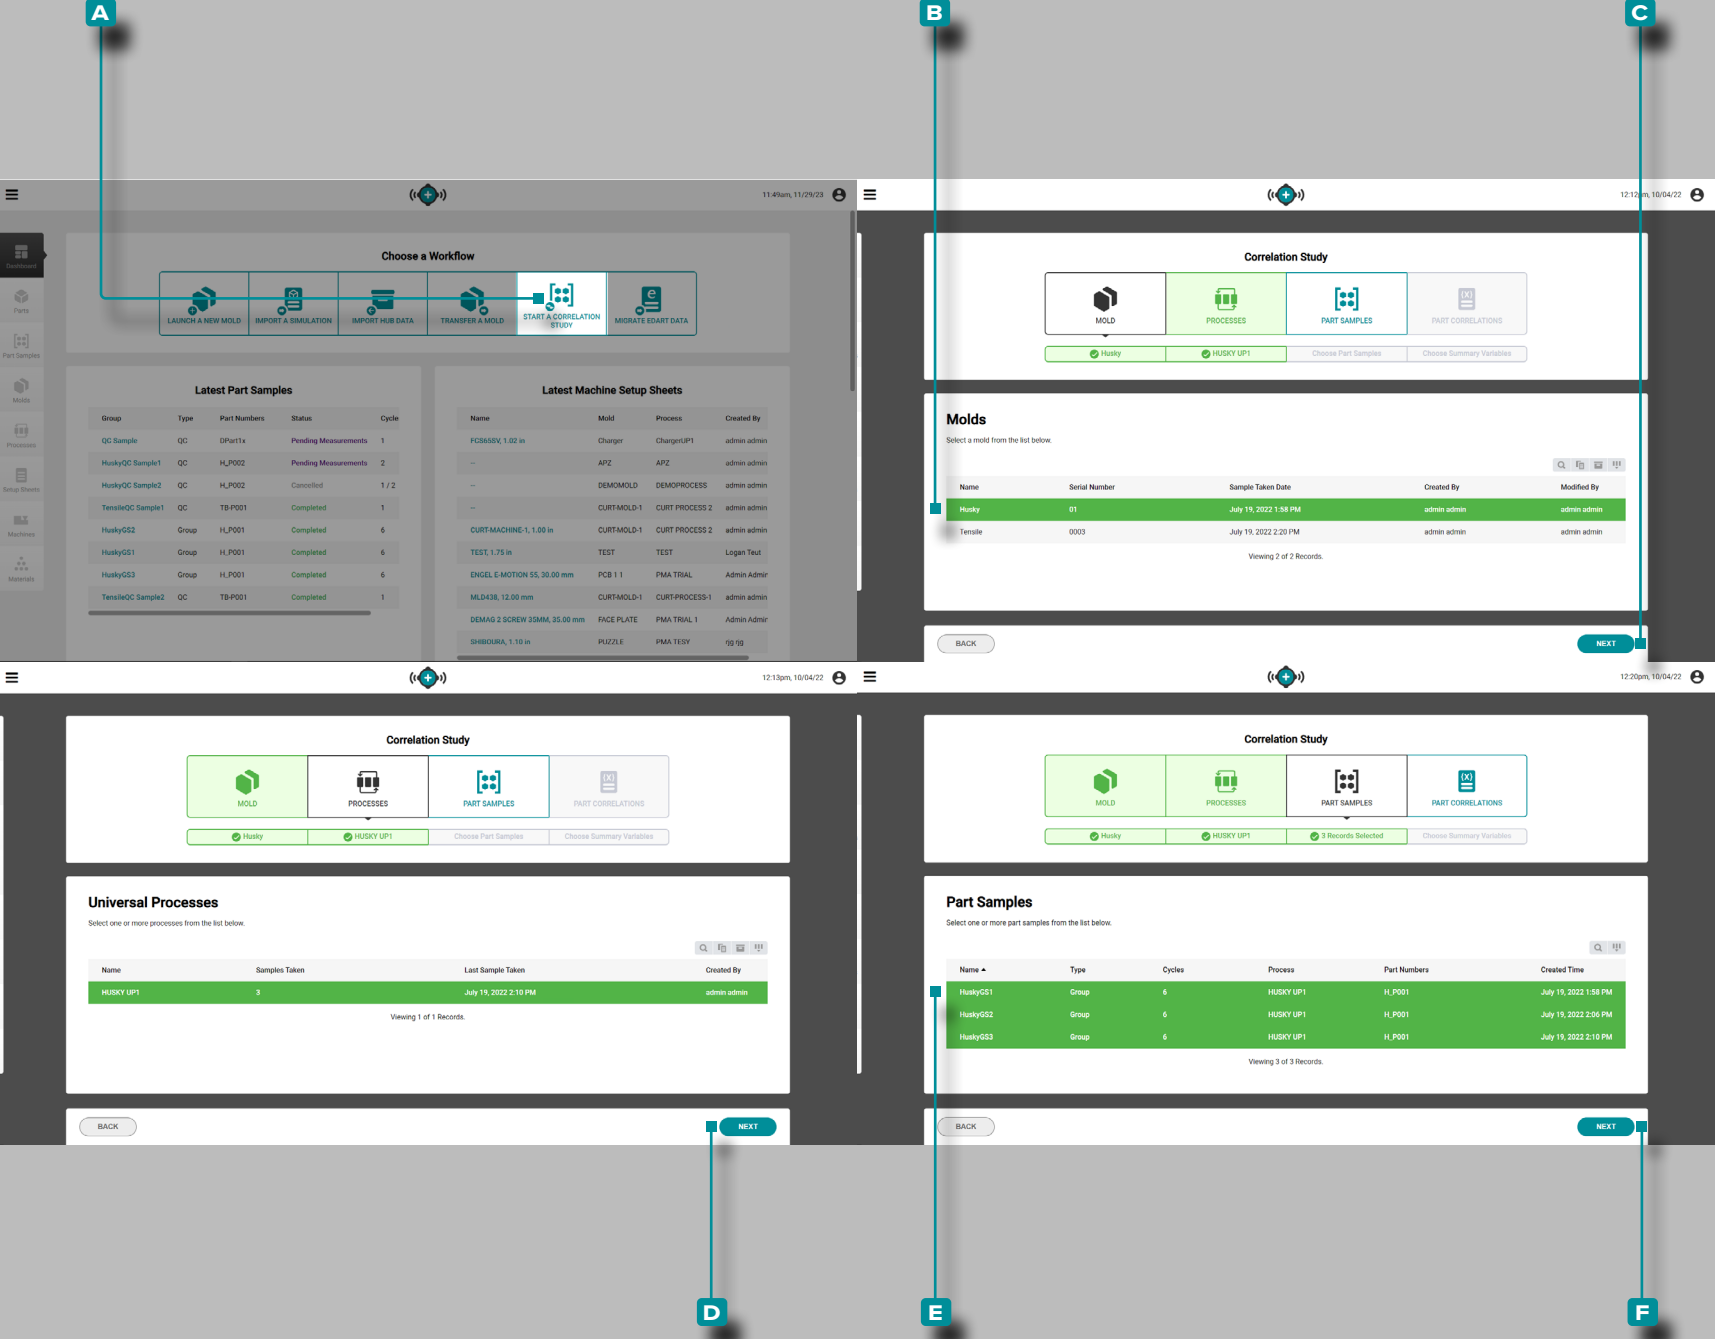 A
B
C
11:49am, 11/29/23
Dashboard
Parts
Part Samples
Molds
Processes
Setup Sheets
Machines
Materials
Choose a Workflow
LAUNCH A NEW MOLD
IMPORT A SIMULATION
IMPORT HUB DATA
TRANSFER A MOLD
START A CORRELATION
STUDY
MIGRATE EDART DATA
Latest Part Samples
Group Type Part Numbers Status Cycle
QC Sample QC DPart1x Pending Measurements 1
HuskyQC Sample1 QC H_P002 Pending Measurements 2
HuskyQC Sample2 QC H_P002 Cancelled 1 / 2
TensileQC Sample1 QC TB-P001 Completed 1
HuskyGS2 Group H_P001 Completed 6
HuskyGS1 Group H_P001 Completed 6
HuskyGS3 Group H_P001 Completed 6
TensileQC Sample2 QC TB-P001 Completed 1
Latest Machine Setup Sheets
Name Mold Process Created By
FC865SV, 1.02 in Charger ChargerUP1 admin admin
-- APZ APZ admin admin
-- DEMOMOLD DEMOPROCESS admin admin
-- CURT-MOLD-1 CURT PROCESS 2 admin admin
CURT-MACHINE-1, 1.00 in CURT-MOLD-1 CURT PROCESS 2 admin admin
TEST, 1.75 in TEST TEST Logan Teut
ENGEL E-MOTION 55, 30.00 mm PCB 1 1 PMA TRIAL Admin Admin
MLD438, 12.00 mm CURT-MOLD-1 CURT-PROCESS-1 admin admin
DEMAG 2 SCREW 35MM, 35.00 mm FACE PLATE PMA TRIAL 1 Admin Admin
SHIBOURA, 1.10 in PUZZLE PMA TESY rjg rjg
12:12pm, 10/04/22
Correlation Study
MOLD PROCESSES PART SAMPLES PART CORRELATIONS
Husky HUSKY UP1 Choose Part Samples Choose Summary Variables
Molds
Select a mold from the list below.
Name Serial Number Sample Taken Date Created By Modified By
Husky 01 July 19, 2022 1:58 PM admin admin admin admin
Tensile 0003 July 19, 2022 2:20 PM admin admin admin admin
Viewing 2 of 2 Records.
BACK NEXT
12:13pm, 10/04/22
Correlation Study
MOLD PROCESSES PART SAMPLES PART CORRELATIONS
Husky HUSKY UP1 Choose Part Samples Choose Summary Variables
Universal Processes
Select one or more processes from the list below.
Name Samples Taken Last Sample Taken Created By
HUSKY UP1 3 July 19, 2022 2:10 PM admin admin
Viewing 1 of 1 Records.
BACK NEXT
12:20pm, 10/04/22
Correlation Study
MOLD PROCESSES PART SAMPLES PART CORRELATIONS
Husky HUSKY UP1 3 Records Selected Choose Summary Variables
Part Samples
Select one or more part samples from the list below.
Name Type Cycles Process Part Numbers Created Time
HuskyGS1 Group 6 HUSKY UP1 H_P001 July 19, 2022 1:58 PM
HuskyGS2 Group 6 HUSKY UP1 H_P001 July 19, 2022 2:06 PM
HuskyGS3 Group 6 HUSKY UP1 H_P001 July 19, 2022 2:10 PM
Viewing 3 of 3 Records.
BACK NEXT
D
E
F